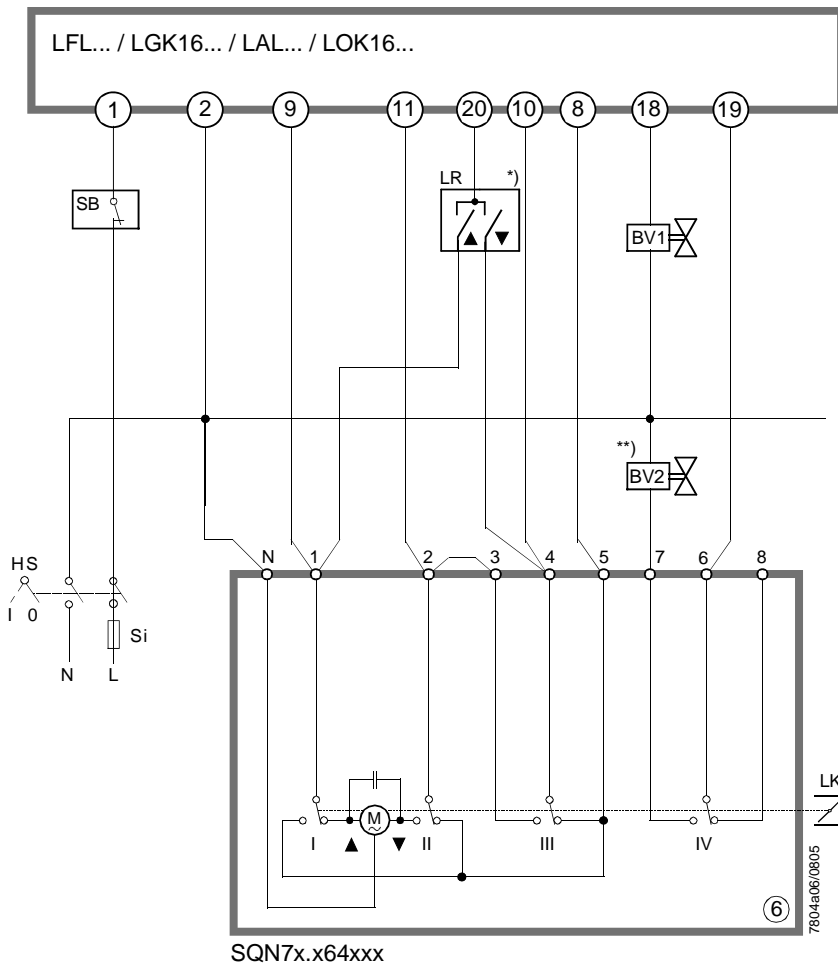 LFL... / LGK16... / LAL... / LOK16...
1 2 9 11 20 10 8 18 19
LR *)
SB
BV1
**)
BV2
HS
N 1 2 3 4 5 7 6 8
I 0
Si
N L
LK
M
I II III IV
6
7804a06/0805
SQN7x.x64xxx